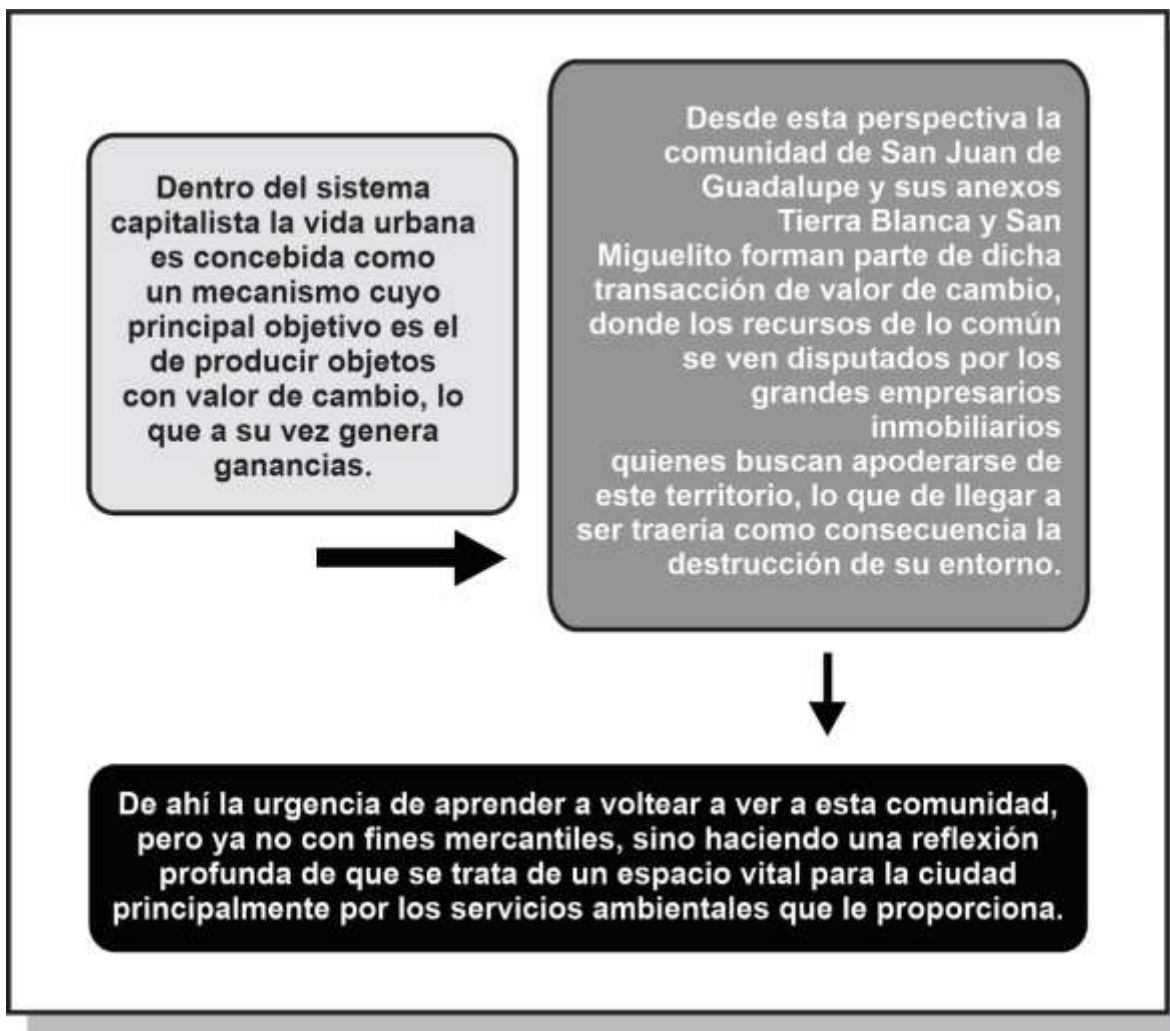 Dentro del sistema
capitalista la vida urbana
es concebida como
un mecanismo cuyo
principal objetivo es el
de producir objetos
con valor de cambio, lo
que a su vez genera
ganancias.
Desde esta perspectiva la
comunidad de San Juan de
Guadalupe y sus anexos
Tierra Blanca y San
Miguelito forman parte de dicha
transacción de valor de cambio,
donde los recursos de lo común
se ven disputados por los
grandes empresarios
inmobiliarios
quienes buscan apoderarse de
este territorio, lo que de llegar a
ser traería como consecuencia la
destrucción de su entorno.
De ahí la urgencia de aprender a voltear a ver a esta comunidad,
pero ya no con fines mercantiles, sino haciendo una reflexión
profunda de que se trata de un espacio vital para la ciudad
principalmente por los servicios ambientales que le proporciona.